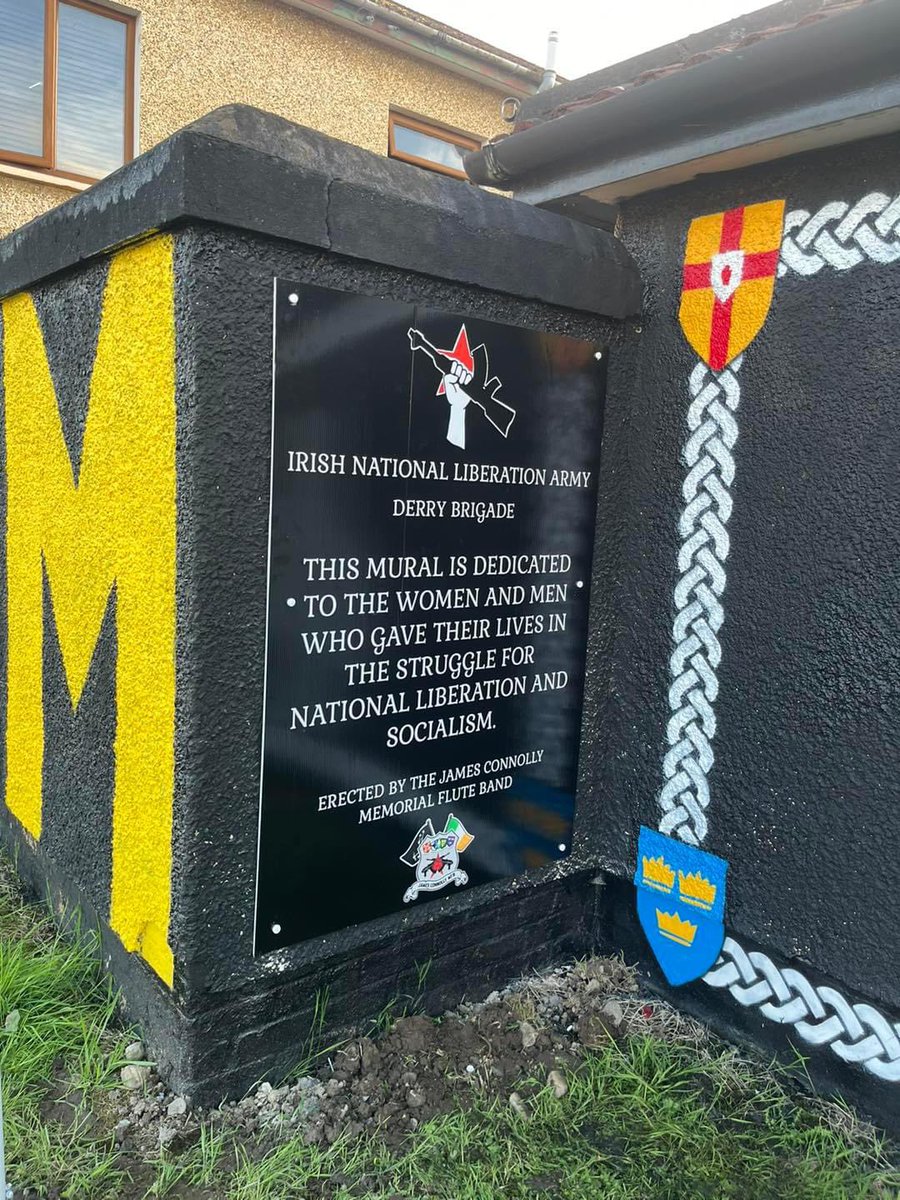 M
IRISH NATIONAL LIBERATION ARMY
DERRY BRIGADE
THIS MURAL IS DEDICATED
TO THE WOMEN AND MEN
WHO GAVE THEIR LIVES IN
THE STRUGGLE FOR
NATIONAL LIBERATION AND
SOCIALISM.
ERECTED BY THE JAMES CONNOLLY
MEMORIAL FLUTE BAND